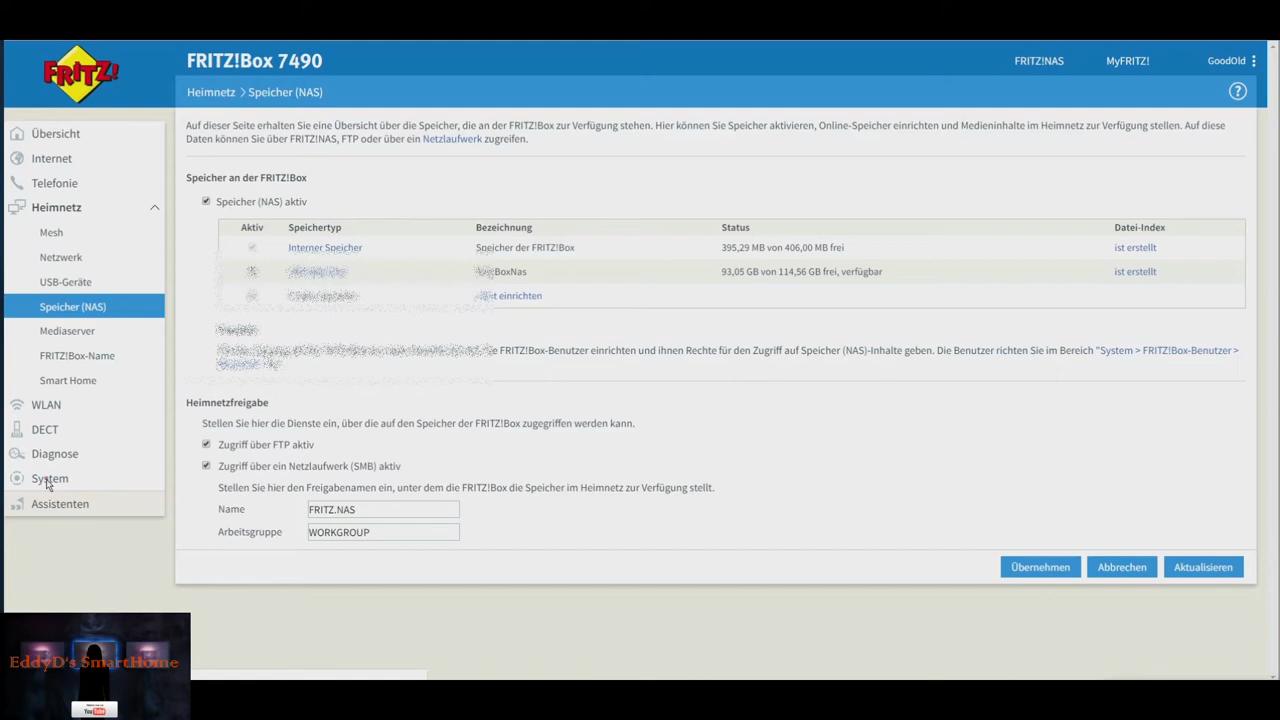 FRITZ!
FRITZ!Box 7490
FRITZ!NAS
MyFRITZ!
GoodOld
Heimnetz > Speicher (NAS)
Übersicht
Internet
Telefonie
Heimnetz
Mesh
Netzwerk
USB-Geräte
Speicher (NAS)
Mediaserver
FRITZ!Box-Name
Smart Home
WLAN
DECT
Diagnose
System
Assistenten
Auf dieser Seite erhalten Sie eine Übersicht über die Speicher, die an der FRITZ!Box zur Verfügung stehen. Hier können Sie Speicher aktivieren, Online-Speicher einrichten und Medieninhalte im Heimnetz zur Verfügung stellen. Auf diese
Daten können Sie über FRITZ!NAS, FTP oder über ein Netzlaufwerk zugreifen.
Speicher an der FRITZ!Box
Speicher (NAS) aktiv
Aktiv Speichertyp Bezeichnung Status Datei-Index
Interner Speicher Speicher der FRITZ!Box 395,29 MB von 406,00 MB frei ist erstellt
BoxNas 93,05 GB von 114,56 GB frei, verfügbar ist erstellt
einrichten
FRITZ!Box-Benutzer einrichten und ihnen Rechte für den Zugriff auf Speicher (NAS)-Inhalte geben. Die Benutzer richten Sie im Bereich "System > FRITZ!Box-Benutzer >
Heimnetzfreigabe
Stellen Sie hier die Dienste ein, über die auf den Speicher der FRITZ!Box zugegriffen werden kann.
Zugriff über FTP aktiv
Zugriff über ein Netzlaufwerk (SMB) aktiv
Stellen Sie hier den Freigabenamen ein, unter dem die FRITZ!Box die Speicher im Heimnetz zur Verfügung stellt.
Name FRITZ.NAS
Arbeitsgruppe WORKGROUP
Übernehmen
Abbrechen
Aktualisieren
EddyD's SmartHome
You Tube